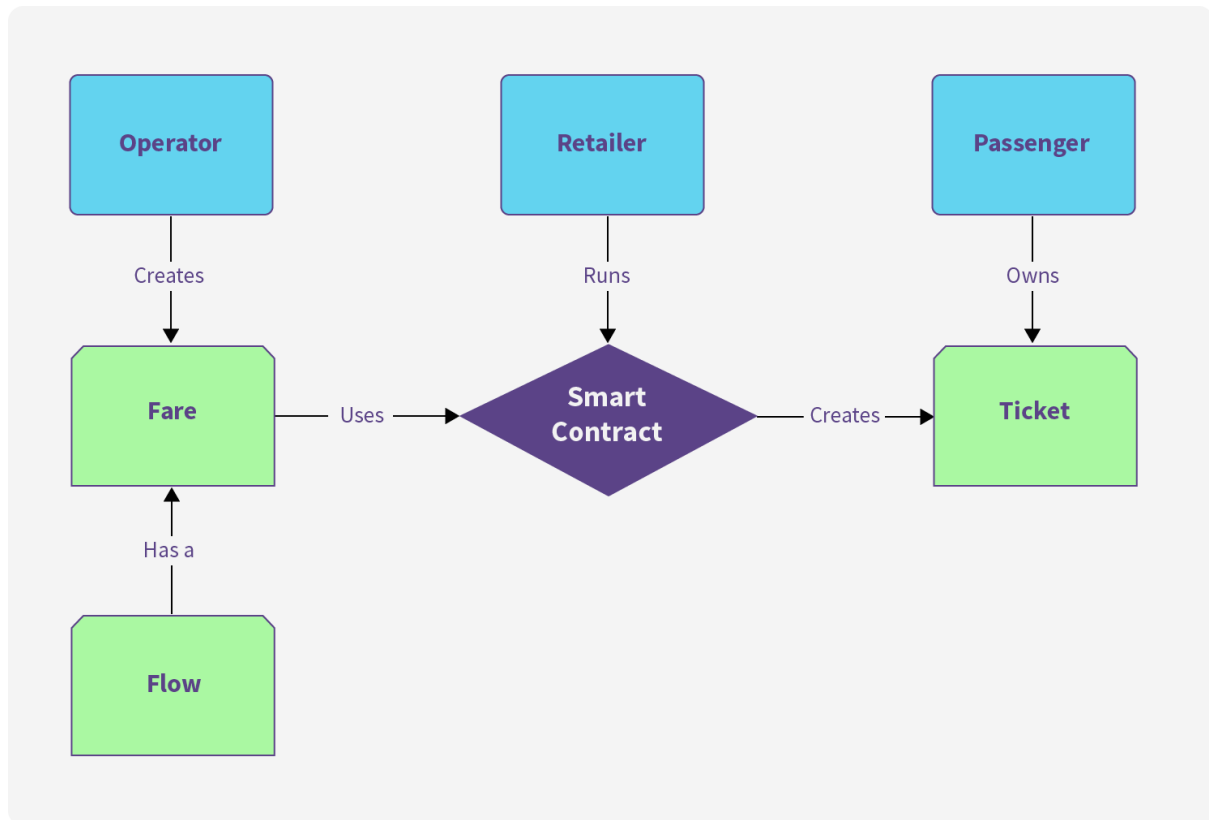 Operator
Retailer
Passenger
Creates
Runs
Owns
Fare
Uses
Smart
Contract
Creates
Ticket
Has a
Flow